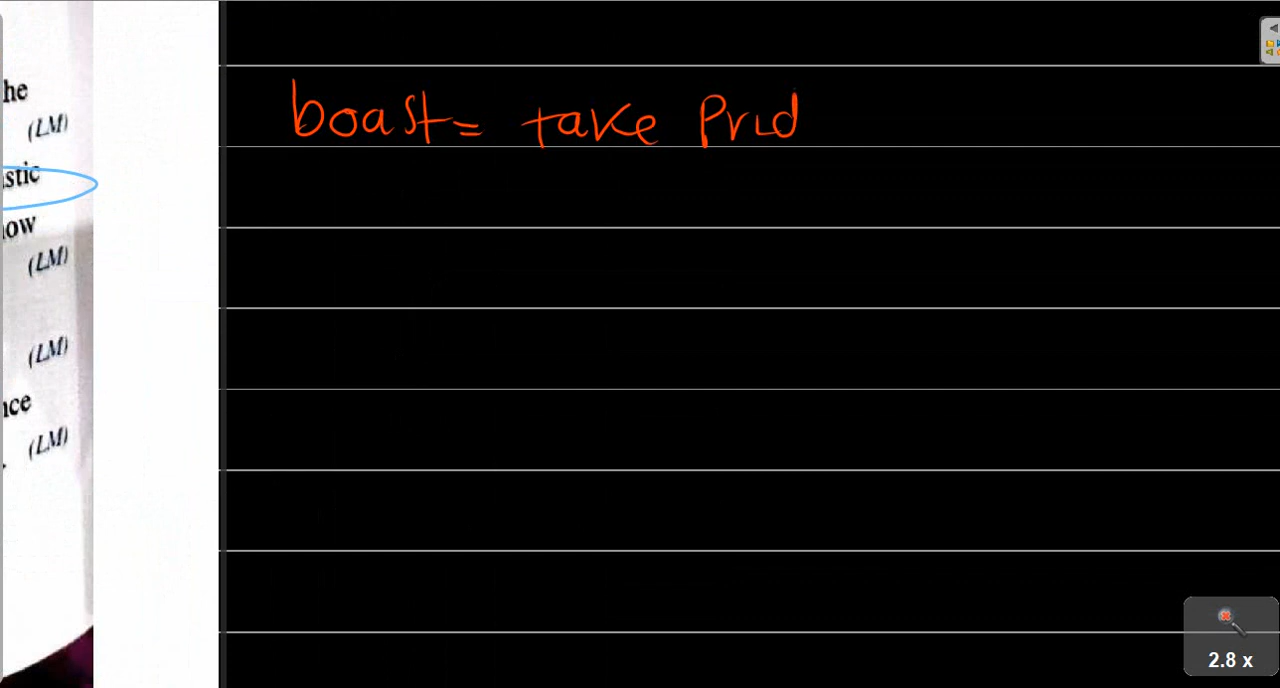 he
(LM)
boast= take Prid
stic
ow
(LM)
(LM)
nce
(LM)
2.8 x